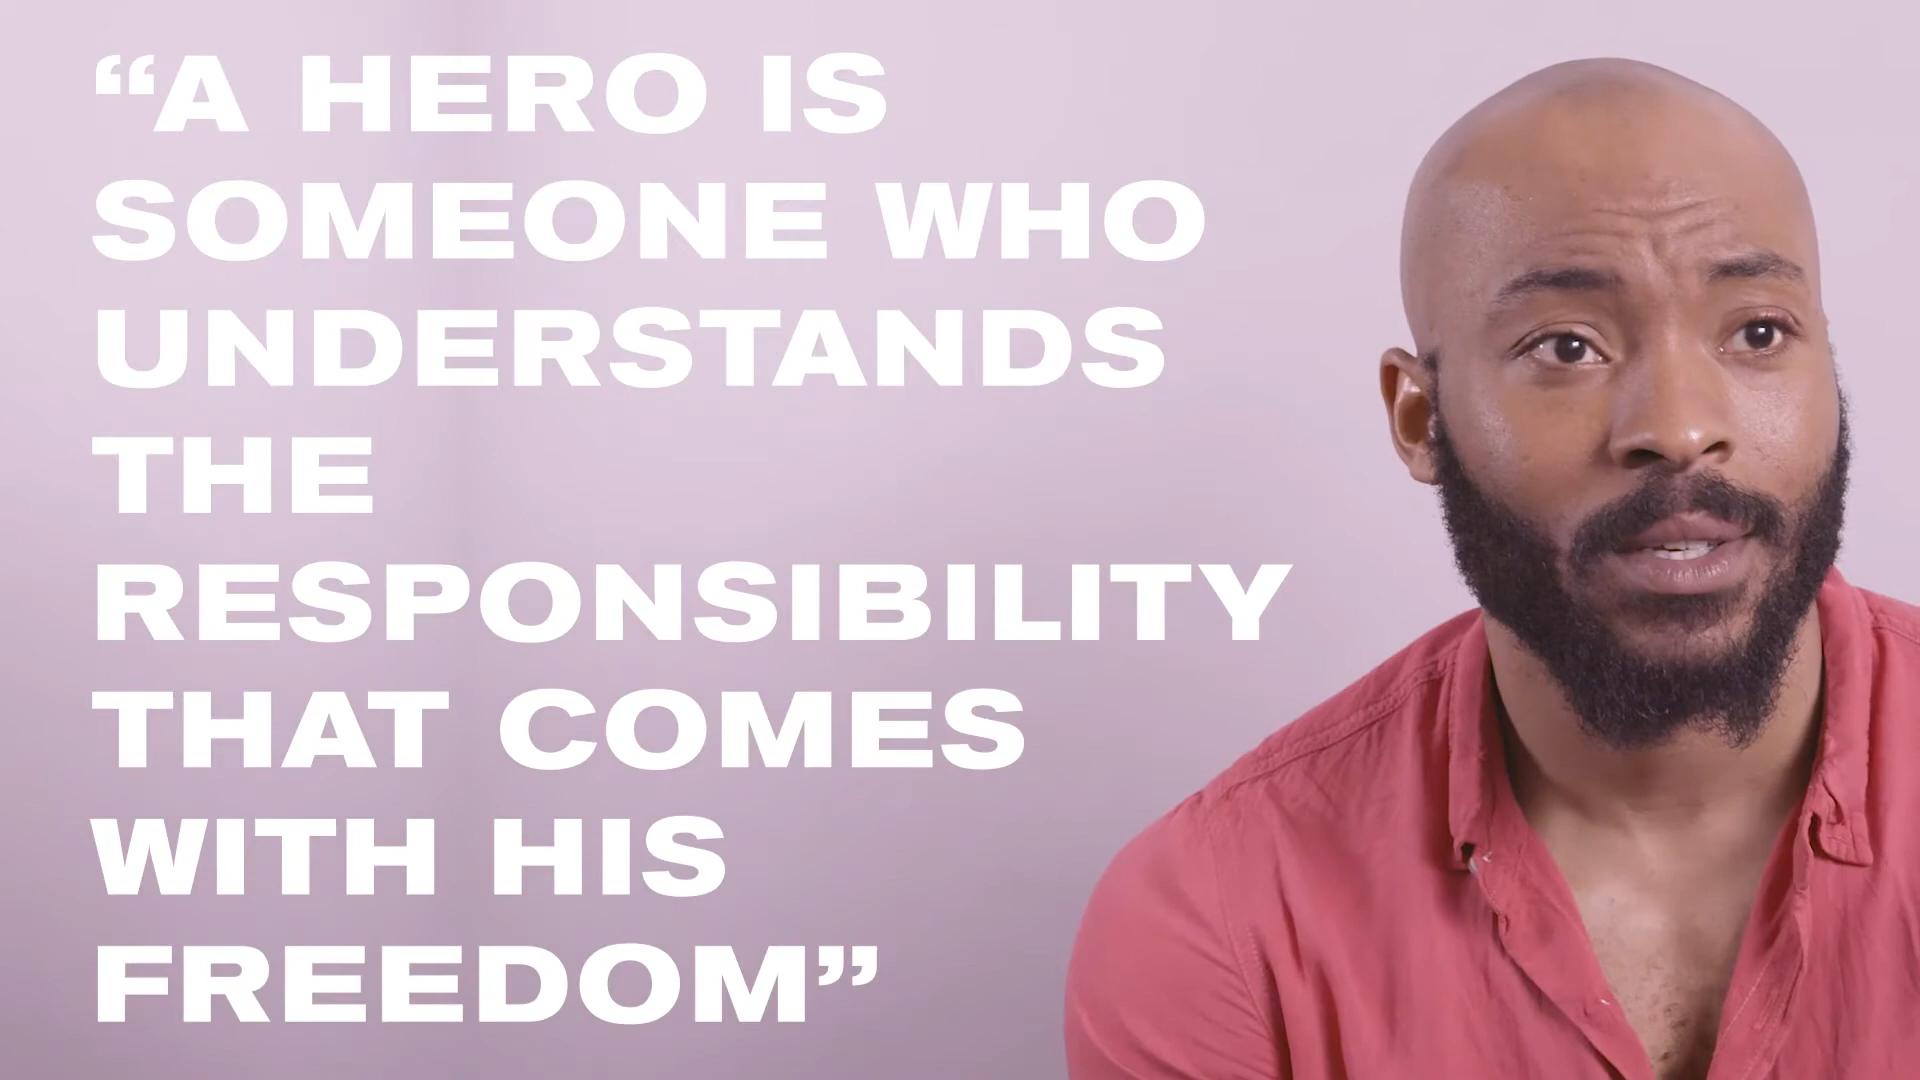 “A HERO IS
SOMEONE WHO
UNDERSTANDS
THE
RESPONSIBILITY
THAT COMES
WITH HIS
FREEDOM”